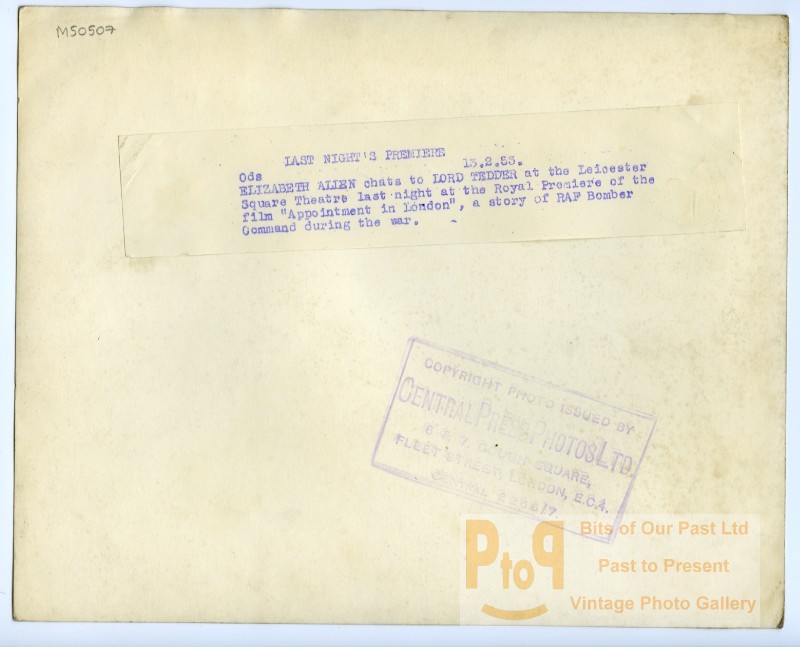 M50507
LAST NIGHT'S PREMIERE
13.2.53.
Ods
ELIZABETH ALLEN chats to LORD TEDDER at the Leicester
Square Theatre last night at the Royal Premiere of the
film "Appointment in London", a story of RAF Bomber
Command during the war.
COPYRIGHT PHOTO ISSUED BY
CENTRAL PRESS PHOTOS LTD.
6 & 7, GOUGH SQUARE,
FLEET STREET, LONDON, E.C.4.
CENTRAL
PtoP
Bits of Our Past Ltd
Past to Present
Vintage Photo Gallery